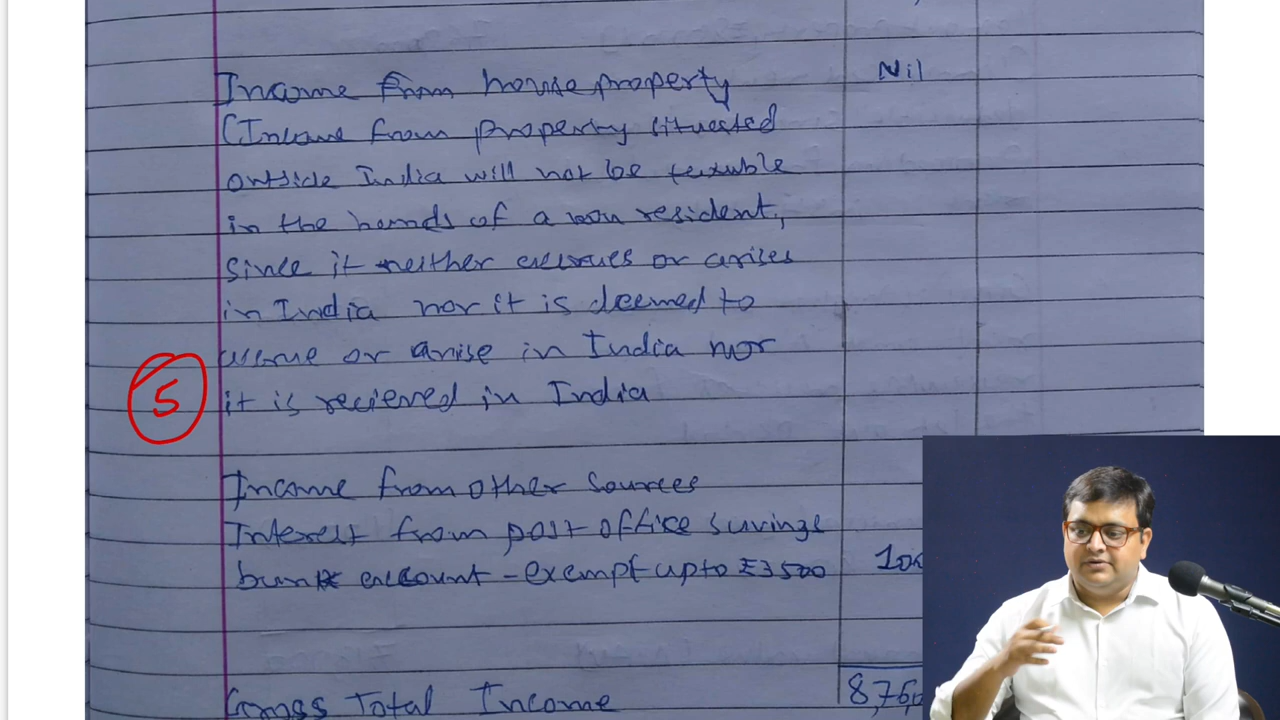 Income from house property Nil
(Income from property situated
outside India will not be taxable
in the hands of a non resident,
since it neither accrues or arises
in India nor it is deemed to
accrue or arise in India nor
5 it is recieved in India
Income from other sources
Interest from post office savings
bank account - exempt upto ₹3500
Gross Total Income